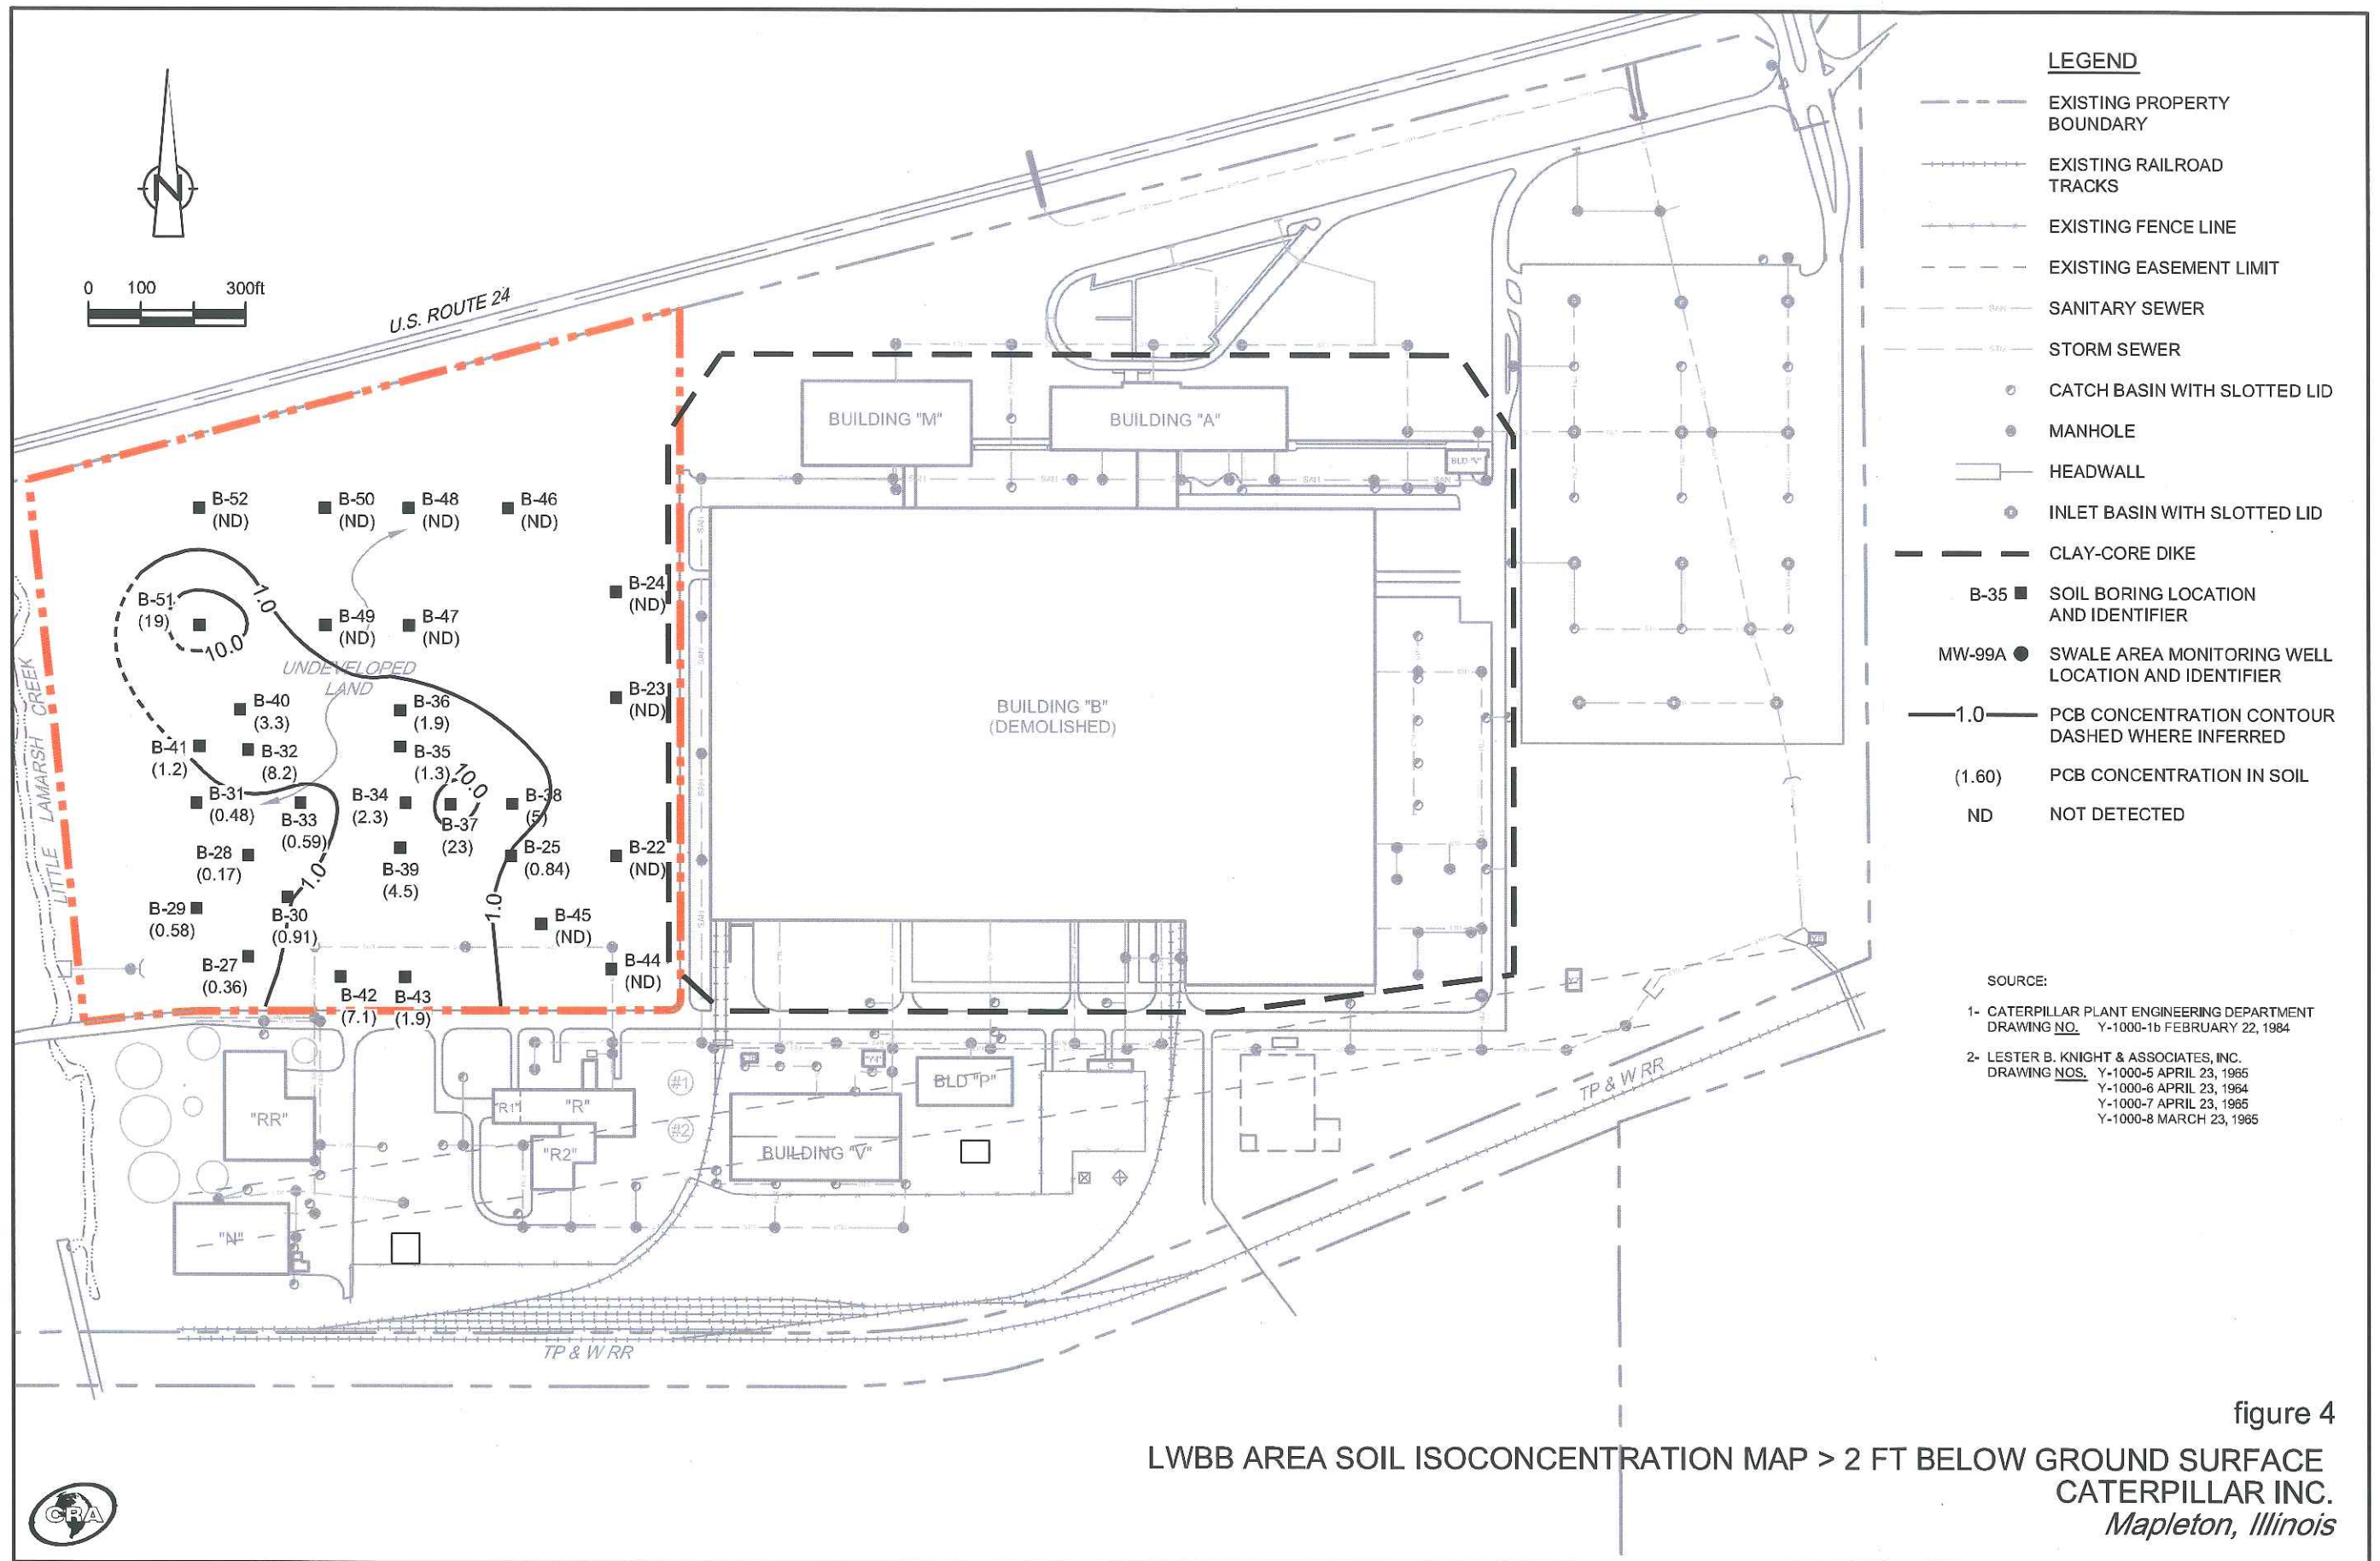 LEGEND
EXISTING PROPERTY
BOUNDARY
EXISTING RAILROAD
TRACKS
EXISTING FENCE LINE
EXISTING EASEMENT LIMIT
SAN
SANITARY SEWER
STORM SEWER
CATCH BASIN WITH SLOTTED LID
MANHOLE
HEADWALL
INLET BASIN WITH SLOTTED LID
CLAY-CORE DIKE
B-35
SOIL BORING LOCATION
AND IDENTIFIER
MW-99A
SWALE AREA MONITORING WELL
LOCATION AND IDENTIFIER
1.0
PCB CONCENTRATION CONTOUR
DASHED WHERE INFERRED
(1.60)
PCB CONCENTRATION IN SOIL
ND
NOT DETECTED
N
0 100 300ft
U.S. ROUTE 24
BUILDING "M"
BUILDING "A"
BLD "V"
B-52
(ND)
B-50
(ND)
B-48
(ND)
B-46
(ND)
B-24
(ND)
B-51
(19)
10.0
1.0
B-49
(ND)
B-47
(ND)
UNDEVELOPED
LAND
B-23
(ND)
B-40
(3.3)
B-36
(1.9)
BUILDING "B"
(DEMOLISHED)
LITTLE LAMARSH CREEK
B-41
(1.2)
B-32
(8.2)
B-35
(1.3)
10.0
B-31
(0.48)
B-33
(0.59)
B-34
(2.3)
B-37
(23)
B-38
(5)
B-28
(0.17)
1.0
B-39
(4.5)
B-25
(0.84)
B-22
(ND)
B-29
(0.58)
B-30
(0.91)
1.0
B-45
(ND)
B-27
(0.36)
B-42
(7.1)
B-43
(1.9)
B-44
(ND)
"RR"
"R1"
"R"
"R2"
#1
#2
BLD "P"
BUILDING "V"
"N"
TP & W RR
TP & W RR
SOURCE:
1- CATERPILLAR PLANT ENGINEERING DEPARTMENT
DRAWING NO. Y-1000-1b FEBRUARY 22, 1984
2- LESTER B. KNIGHT & ASSOCIATES, INC.
DRAWING NOS. Y-1000-5 APRIL 23, 1965
Y-1000-6 APRIL 23, 1964
Y-1000-7 APRIL 23, 1965
Y-1000-8 MARCH 23, 1965
figure 4
LWBB AREA SOIL ISOCONCENTRATION MAP > 2 FT BELOW GROUND SURFACE
CATERPILLAR INC.
Mapleton, Illinois
CRA